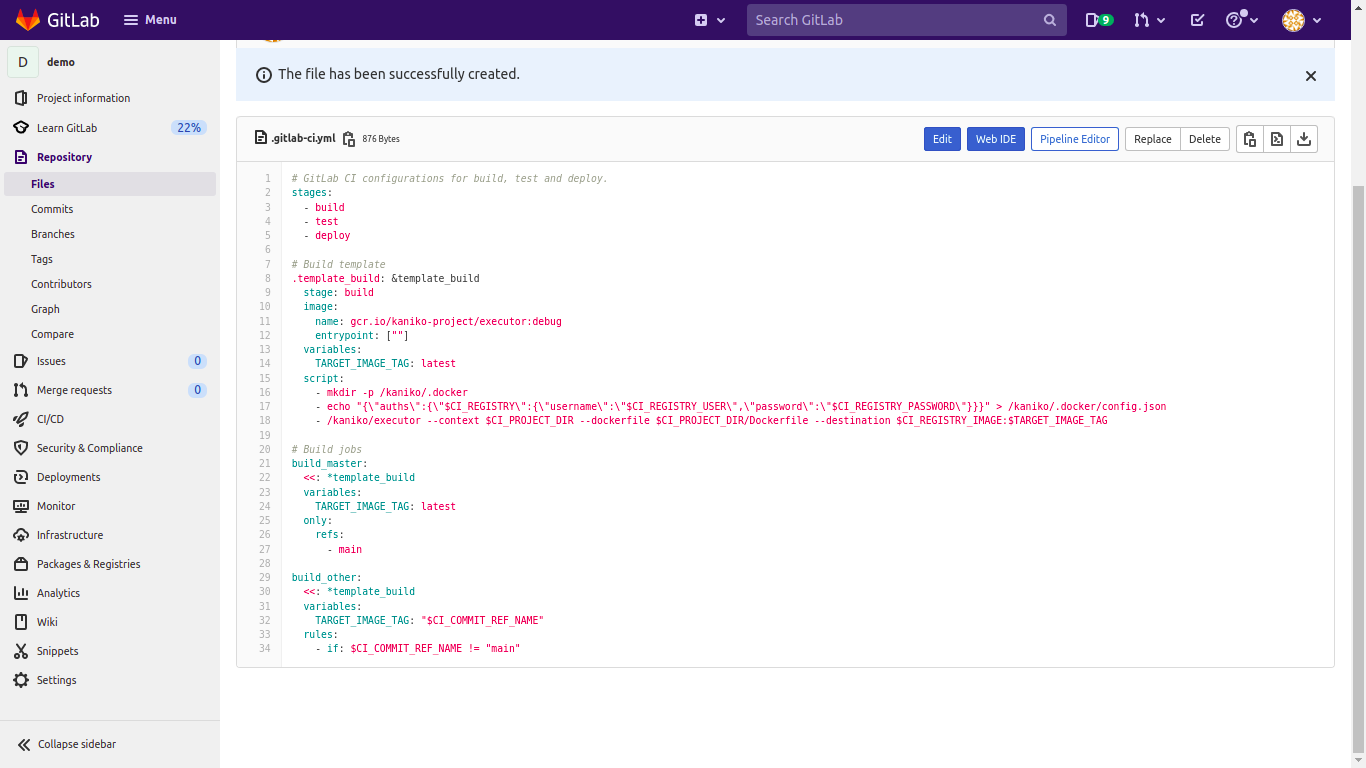 GitLab
Menu
Search GitLab
9
D
demo
Project information
Learn GitLab
22%
Repository
Files
Commits
Branches
Tags
Contributors
Graph
Compare
Issues
0
Merge requests
0
CI/CD
Security & Compliance
Deployments
Monitor
Infrastructure
Packages & Registries
Analytics
Wiki
Snippets
Settings
Collapse sidebar
The file has been successfully created.
.gitlab-ci.yml 876 Bytes
Edit
Web IDE
Pipeline Editor
Replace
Delete
1 # GitLab CI configurations for build, test and deploy.
2 stages:
3   - build
4   - test
5   - deploy
6
7 # Build template
8 .template_build: &template_build
9   stage: build
10   image:
11     name: gcr.io/kaniko-project/executor:debug
12     entrypoint: [""]
13   variables:
14     TARGET_IMAGE_TAG: latest
15   script:
16     - mkdir -p /kaniko/.docker
17     - echo "{\"auths\":{\"$CI_REGISTRY\":{\"username\":\"$CI_REGISTRY_USER\",\"password\":\"$CI_REGISTRY_PASSWORD\"}}}" > /kaniko/.docker/config.json
18     - /kaniko/executor --context $CI_PROJECT_DIR --dockerfile $CI_PROJECT_DIR/Dockerfile --destination $CI_REGISTRY_IMAGE:$TARGET_IMAGE_TAG
19
20 # Build jobs
21 build_master:
22   <<: *template_build
23   variables:
24     TARGET_IMAGE_TAG: latest
25   only:
26     refs:
27       - main
28
29 build_other:
30   <<: *template_build
31   variables:
32     TARGET_IMAGE_TAG: "$CI_COMMIT_REF_NAME"
33   rules:
34     - if: $CI_COMMIT_REF_NAME != "main"